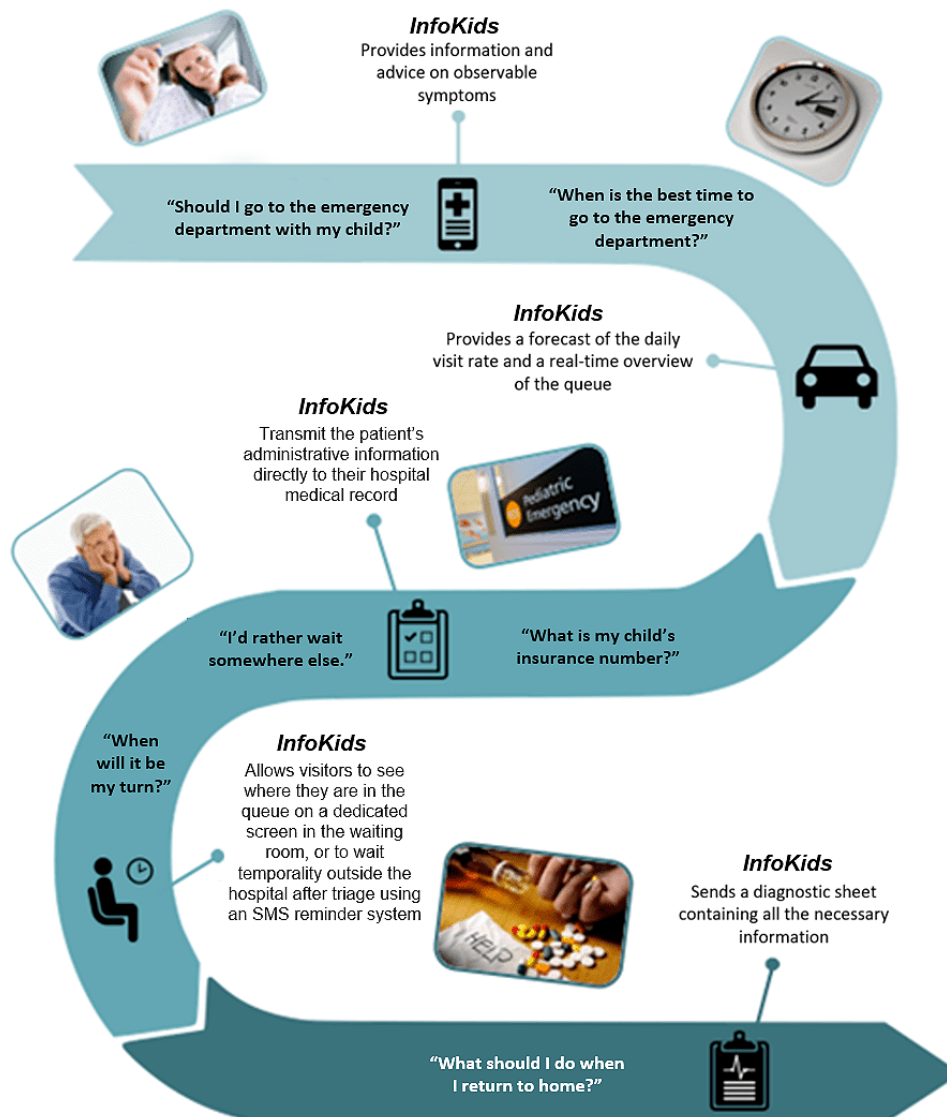 InfoKids
Provides information and
advice on observable
symptoms
“Should I go to the emergency
department with my child?”
“When is the best time to
go to the emergency
department?”
InfoKids
Provides a forecast of the daily
visit rate and a real-time overview
of the queue
InfoKids
Transmit the patient’s
administrative information
directly to their hospital
medical record
Pediatric
Emergency
“I’d rather wait
somewhere else.”
“What is my child’s
insurance number?”
“When
will it be
my turn?”
InfoKids
Allows visitors to see
where they are in the
queue on a dedicated
screen in the waiting
room, or to wait
temporality outside the
hospital after triage using
an SMS reminder system
HELP
InfoKids
Sends a diagnostic sheet
containing all the necessary
information
“What should I do when
I return to home?”